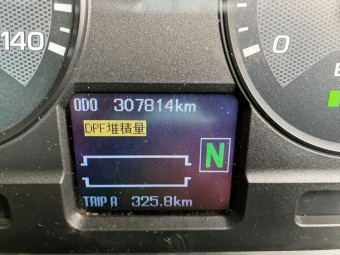 140
0
ODO 307814km
DPF堆積量
N
TRIP A 325.8km
E